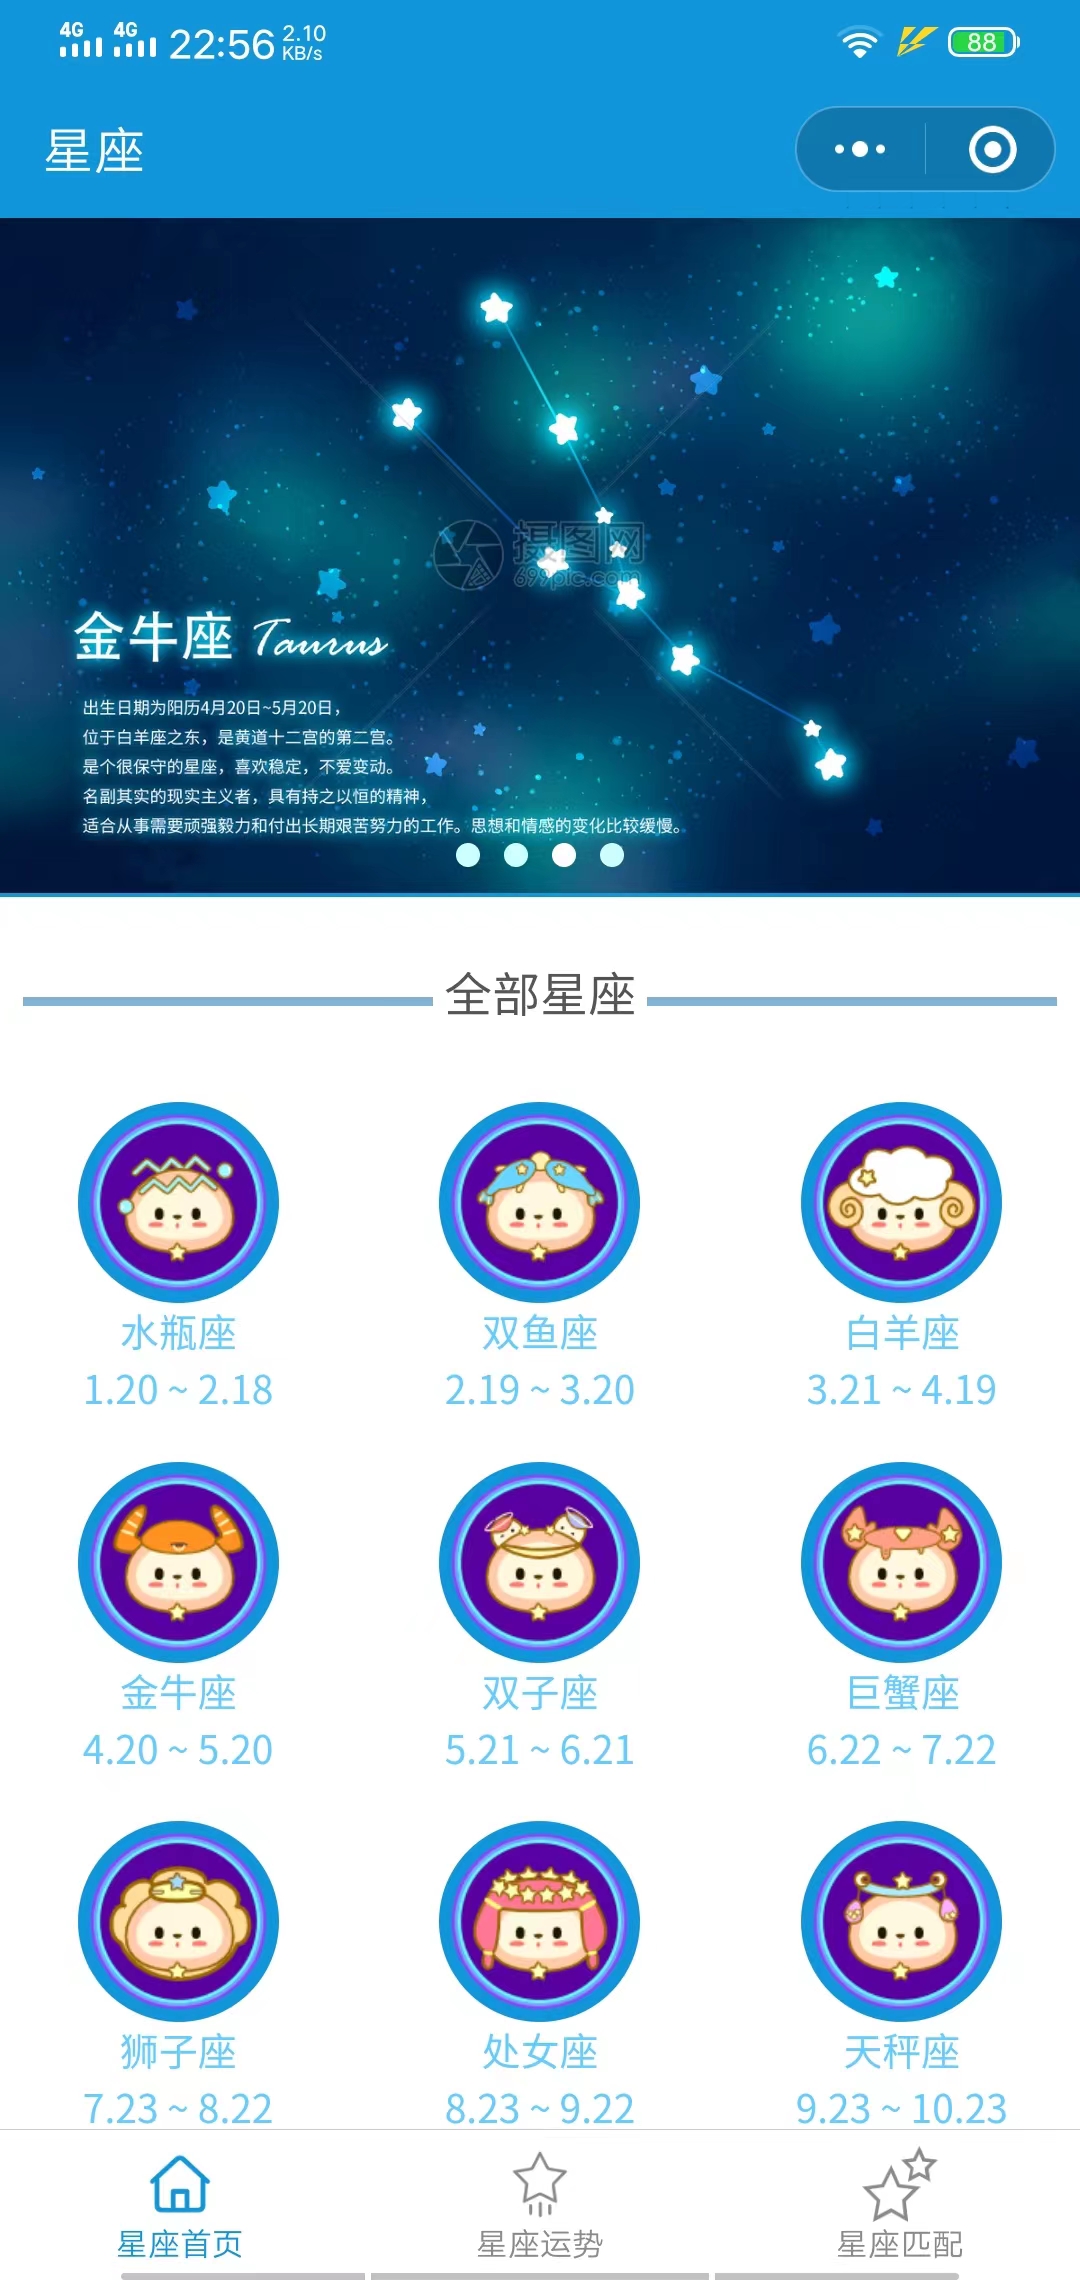 4G 4G 22:56 2.10 KB/s 88
星座
摄图网
699pic.com
金牛座 Taurus
出生日期为阳历4月20日~5月20日，
位于白羊座之东，是黄道十二宫的第二宫。
是个很保守的星座，喜欢稳定，不爱变动。
名副其实的现实主义者，具有持之以恒的精神，
适合从事需要顽强毅力和付出长期艰苦努力的工作。思想和情感的变化比较缓慢。
全部星座
水瓶座 双鱼座 白羊座
1.20 ~ 2.18 2.19 ~ 3.20 3.21 ~ 4.19
金牛座 双子座 巨蟹座
4.20 ~ 5.20 5.21 ~ 6.21 6.22 ~ 7.22
狮子座 处女座 天秤座
7.23 ~ 8.22 8.23 ~ 9.22 9.23 ~ 10.23
星座首页 星座运势 星座匹配